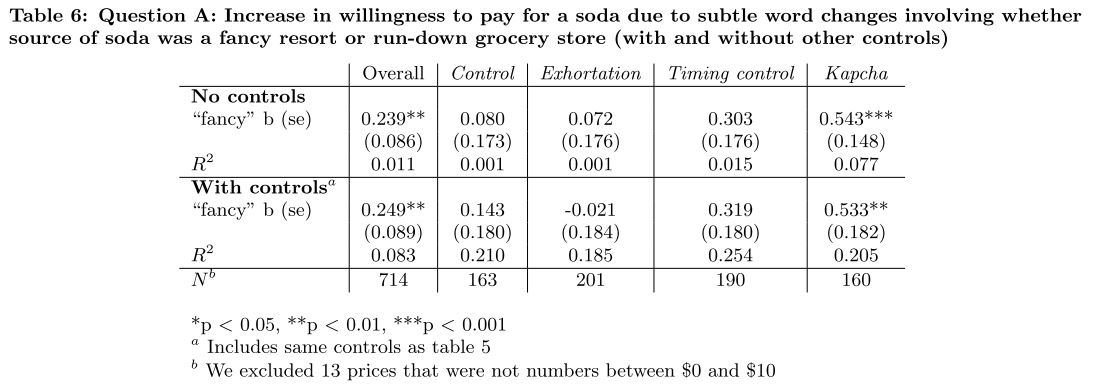 Table 6: Question A: Increase in willingness to pay for a soda due to subtle word changes involving whether
source of soda was a fancy resort or run-down grocery store (with and without other controls)
Overall Control Exhortation Timing control Kapcha
No controls
“fancy” b (se) 0.239** 0.080 0.072 0.303 0.543***
(0.086) (0.173) (0.176) (0.176) (0.148)
R² 0.011 0.001 0.001 0.015 0.077
With controlsᵃ
“fancy” b (se) 0.249** 0.143 -0.021 0.319 0.533**
(0.089) (0.180) (0.184) (0.180) (0.182)
R² 0.083 0.210 0.185 0.254 0.205
Nᵇ 714 163 201 190 160
*p < 0.05, **p < 0.01, ***p < 0.001
ᵃ Includes same controls as table 5
ᵇ We excluded 13 prices that were not numbers between $0 and $10